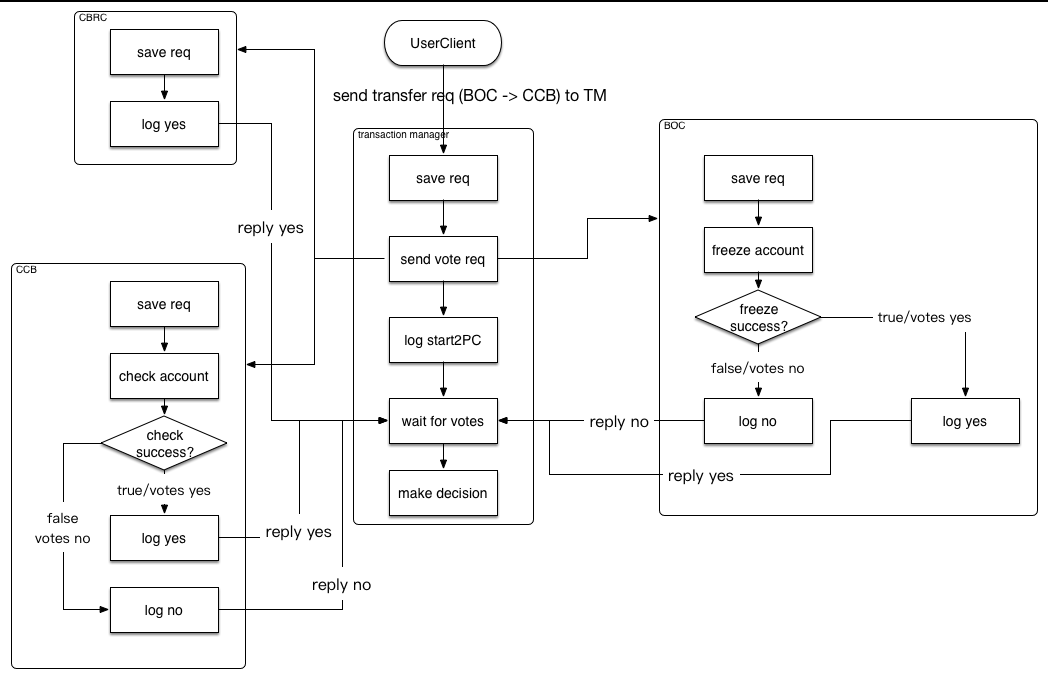 CBRC
save req
log yes
UserClient
send transfer req (BOC -> CCB) to TM
transaction manager
save req
send vote req
log start2PC
wait for votes
make decision
BOC
save req
freeze account
freeze
success?
true/votes yes
false/votes no
log no
log yes
reply no
reply yes
reply yes
CCB
save req
check account
check
success?
true/votes yes
false
votes no
log yes
log no
reply yes
reply no